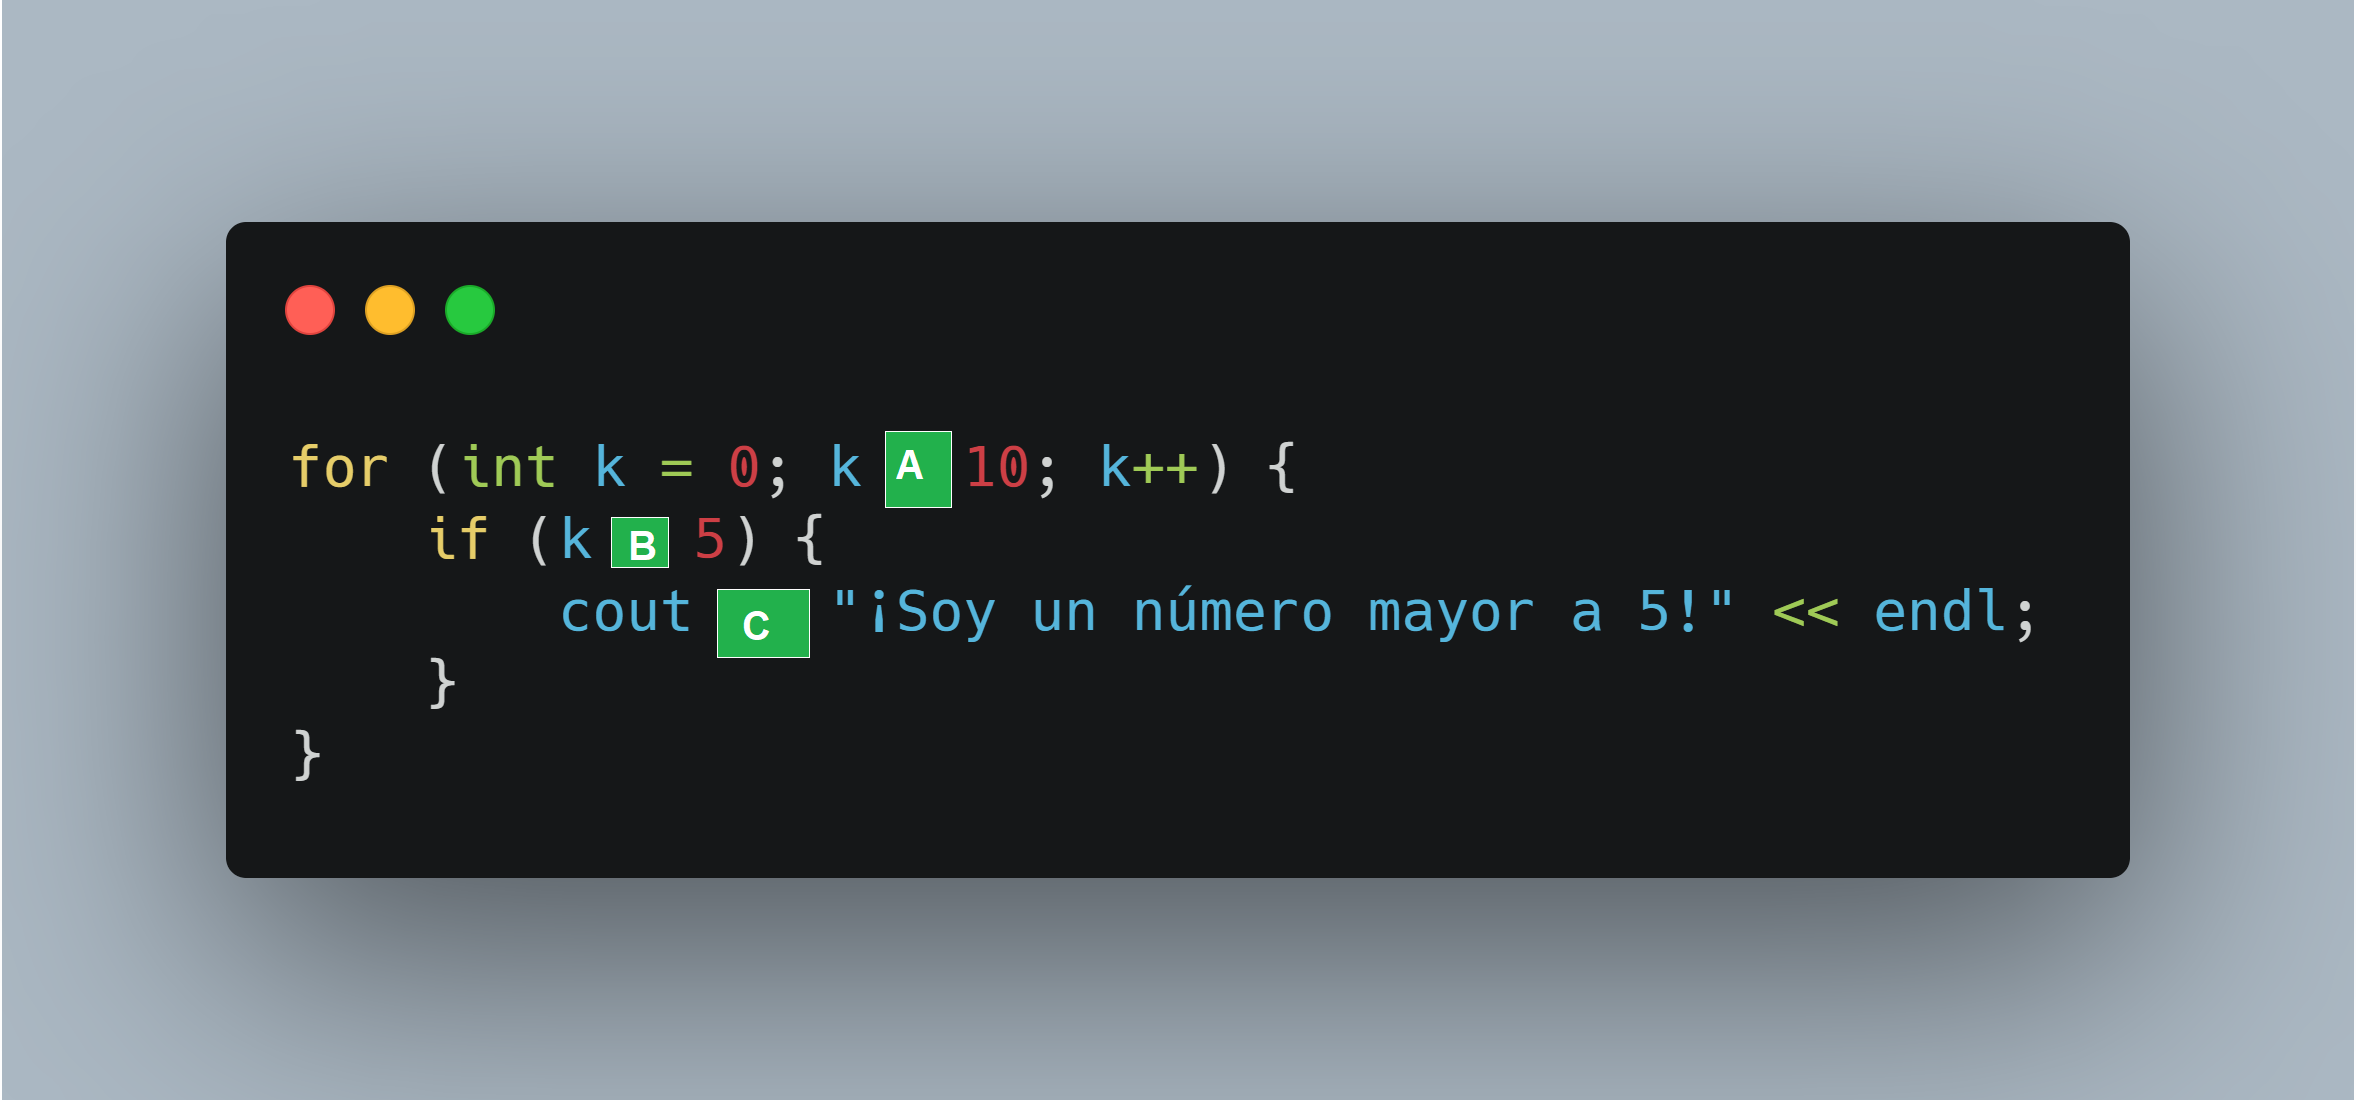 for (int k = 0; k A 10; k++) {
if (k B 5) {
cout C "¡Soy un número mayor a 5!" << endl;
}
}